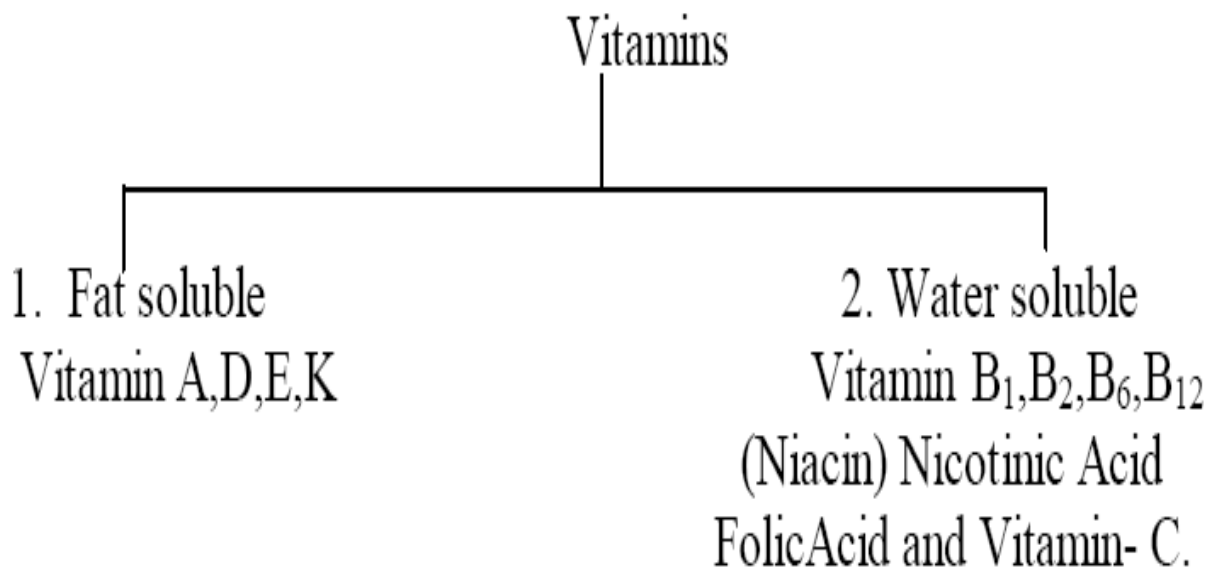 Vitamins
1. Fat soluble
Vitamin A,D,E,K
2. Water soluble
Vitamin B₁,B₂,B₆,B₁₂
(Niacin) Nicotinic Acid
FolicAcid and Vitamin- C.